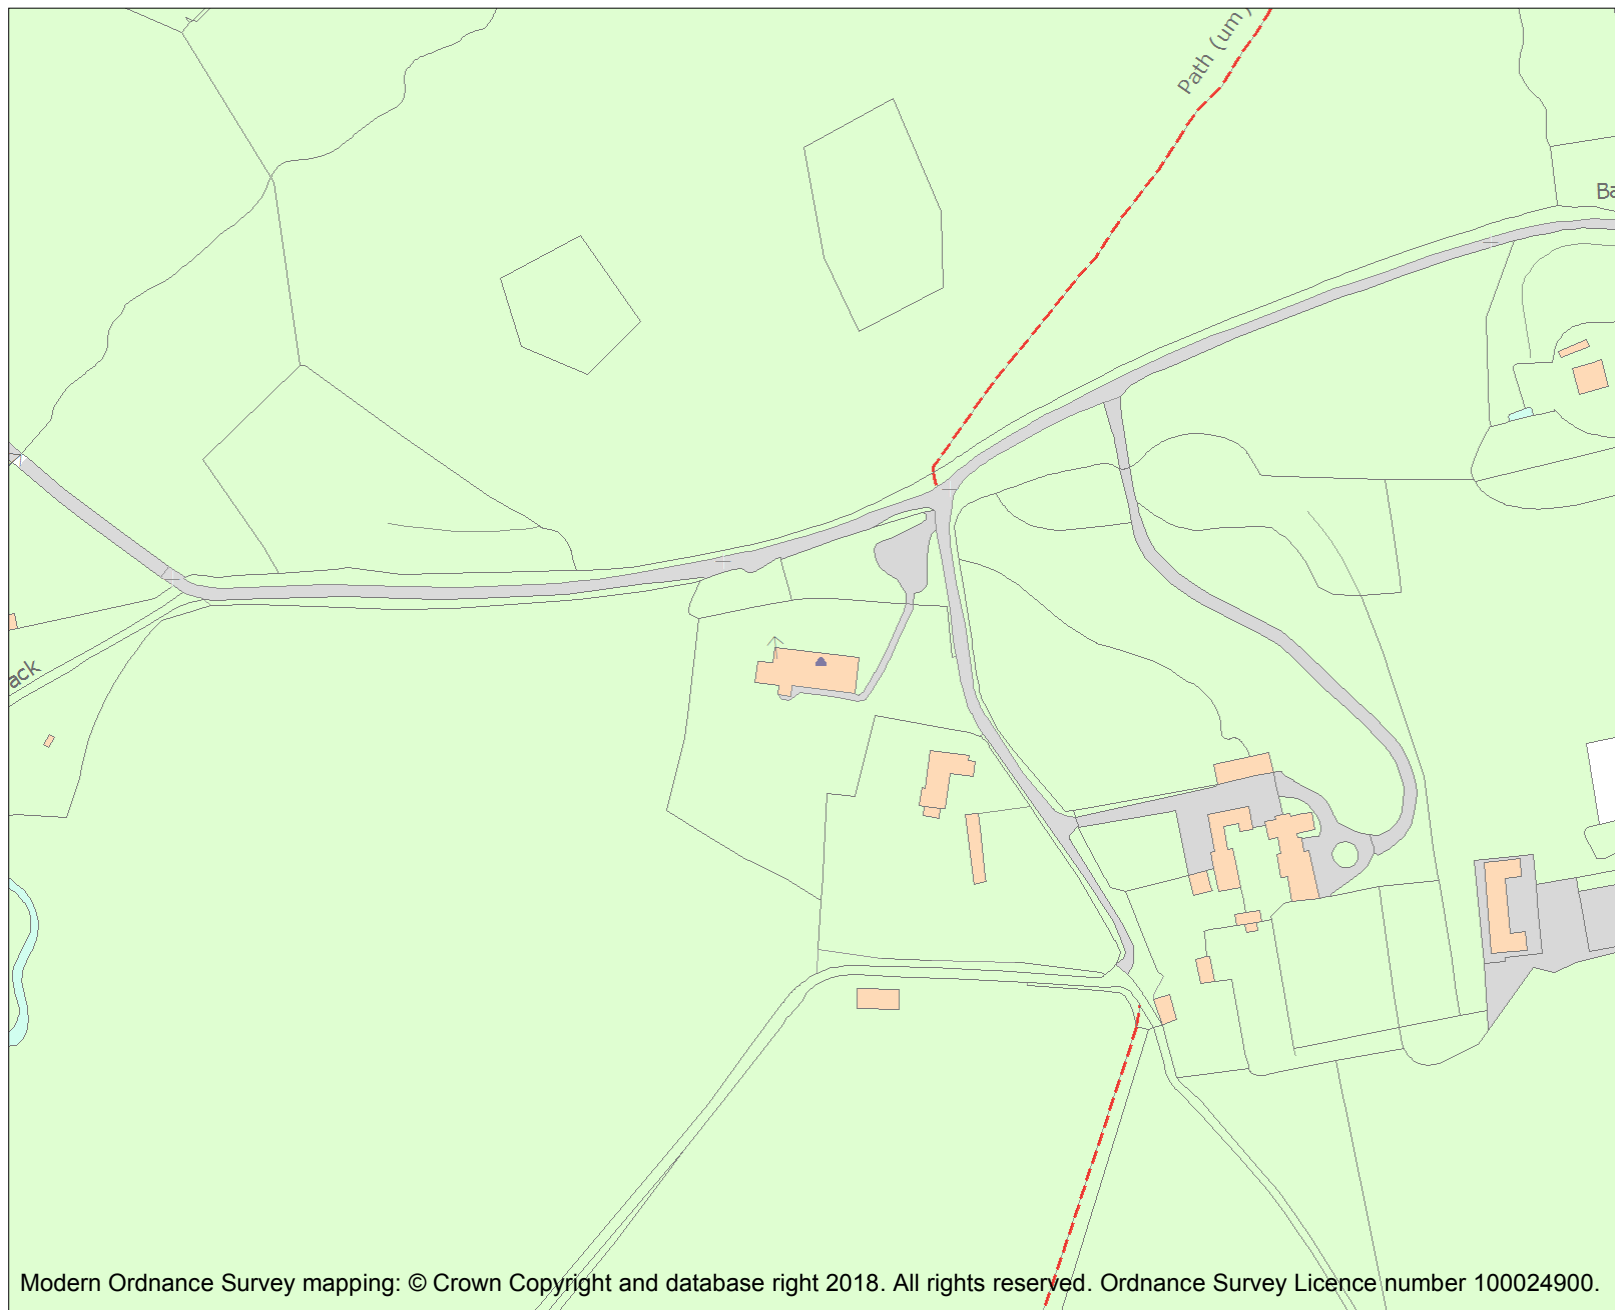 Path (um)
Ba
ack
Modern Ordnance Survey mapping: © Crown Copyright and database right 2018. All rights reserved. Ordnance Survey Licence number 100024900.